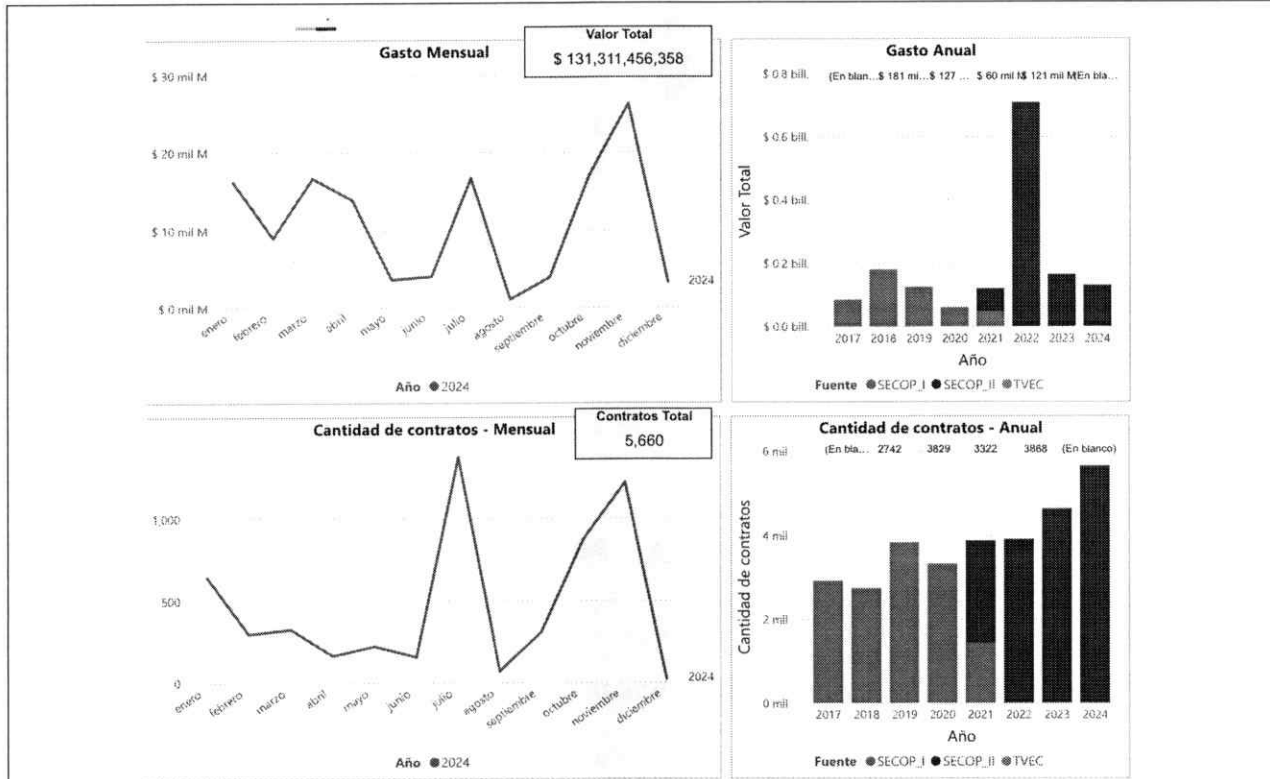 Gasto Mensual
Valor Total
$ 131,311,456,358
$ 30 mil M
$ 20 mil M
$ 10 mil M
$ 0 mil M
enero
febrero
marzo
abril
mayo
junio
julio
agosto
septiembre
octubre
noviembre
diciembre
2024
Año 2024
Gasto Anual
(En blan... $ 181 mi... $ 127 ... $ 60 mil M $ 121 mil M (En bla...
$ 0.8 bill.
$ 0.6 bill.
$ 0.4 bill.
$ 0.2 bill.
$ 0.0 bill.
Valor Total
2017 2018 2019 2020 2021 2022 2023 2024
Año
Fuente SECOP_I SECOP_II TVEC
Cantidad de contratos - Mensual
Contratos Total
5,660
1,000
500
0
enero
febrero
marzo
abril
mayo
junio
julio
agosto
septiembre
octubre
noviembre
diciembre
2024
Año 2024
Cantidad de contratos - Anual
(En bla... 2742 3829 3322 3868 (En blanco)
6 mil
4 mil
2 mil
0 mil
Cantidad de contratos
2017 2018 2019 2020 2021 2022 2023 2024
Año
Fuente SECOP_I SECOP_II TVEC